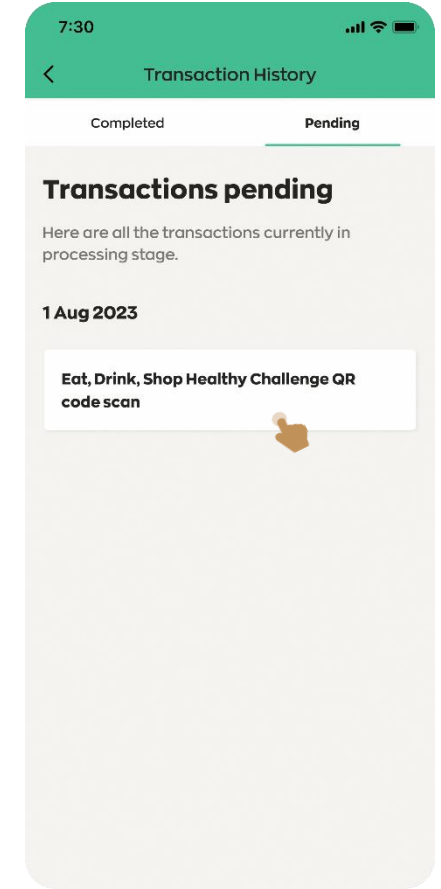 7:30
Transaction History
Completed
Pending
Transactions pending
Here are all the transactions currently in
processing stage.
1 Aug 2023
Eat, Drink, Shop Healthy Challenge QR
code scan